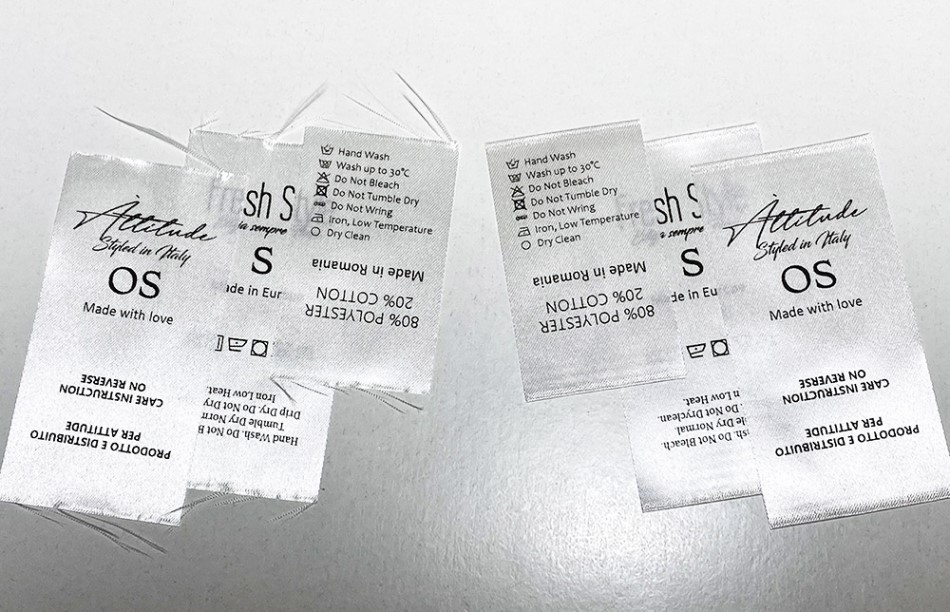 Attitude
Styled in Italy
OS
Made with love
CARE INSTRUCTION
ON REVERSE
PRODOTTO E DISTRIBUITO
PER ATTITUDE
sh S
sempre
S
de in Eur
Hand Wash. Do Not B
Tumble Dry Norm
Drip Dry. Do Not Dry
Iron Low Heat.
Hand Wash
Wash up to 30°C
Do Not Bleach
Do Not Tumble Dry
Do Not Wring
Iron, Low Temperature
Dry Clean
Made in Romania
80% POLYESTER
20% COTTON
Hand Wash
Wash up to 30°C
Do Not Bleach
Do Not Tumble Dry
Do Not Wring
Iron, Low Temperature
Dry Clean
Made in Romania
80% POLYESTER
20% COTTON
sh S
a sempre
S
de in Eu
sh. Do Not Bleach.
le Dry Normal.
. Do Not Dryclean.
n Low Heat.
Attitude
Styled in Italy
OS
Made with love
CARE INSTRUCTION
ON REVERSE
PRODOTTO E DISTRIBUITO
PER ATTITUDE